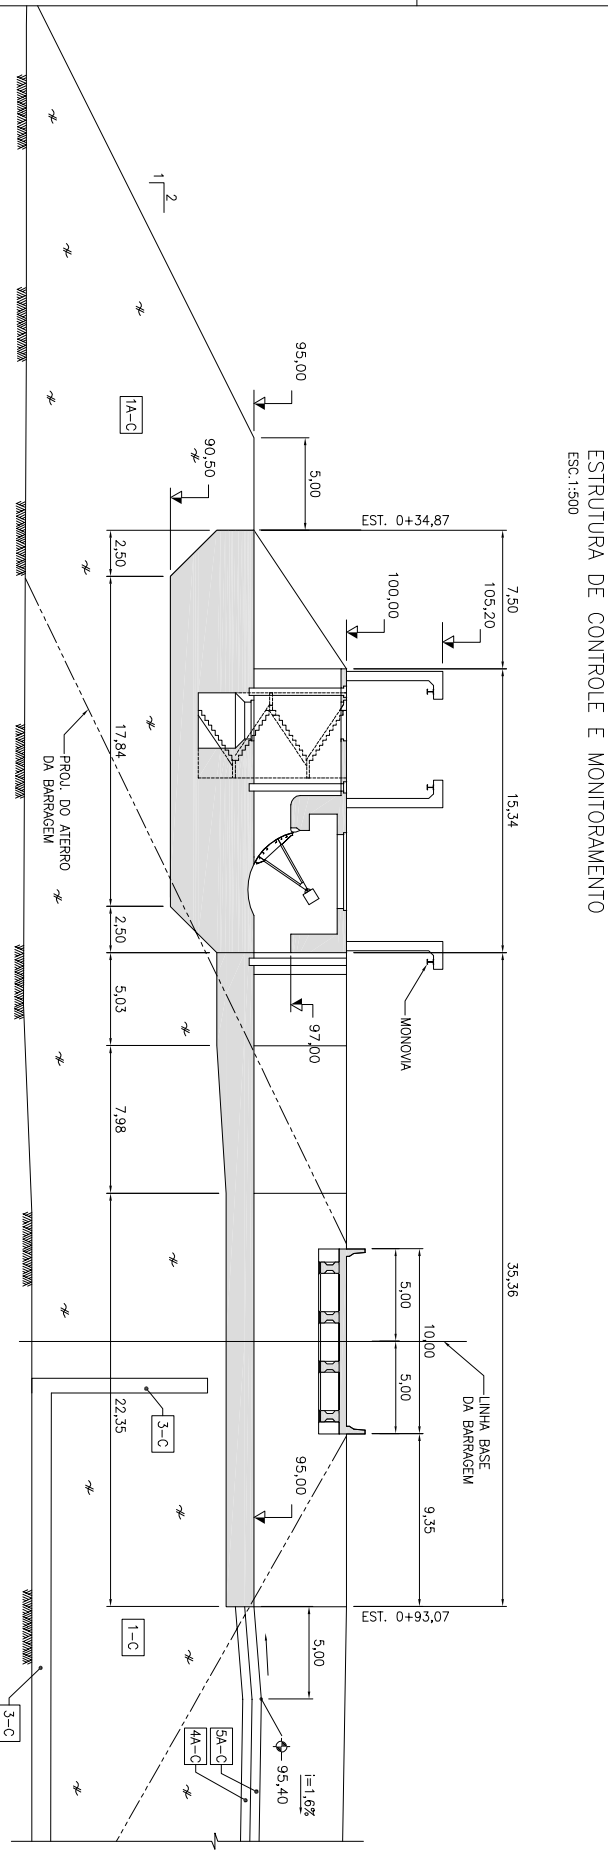 ESTRUTURA DE CONTROLE E MONITORAMENTO
ESC.1:500
EST. 0+34,87
7,50
15,34
35,36
105,20
100,00
95,00
5,00
90,50
1
2
1A-C
2,50
17,84
2,50
5,03
7,98
22,35
PROJ. DO ATERRO
DA BARRAGEM
97,00
MONOVIA
5,00
10,00
5,00
LINHA BASE
DA BARRAGEM
9,35
95,00
3-C
EST. 0+93,07
5,00
95,40
i=1,6%
5A-C
4A-C
1-C
3-C